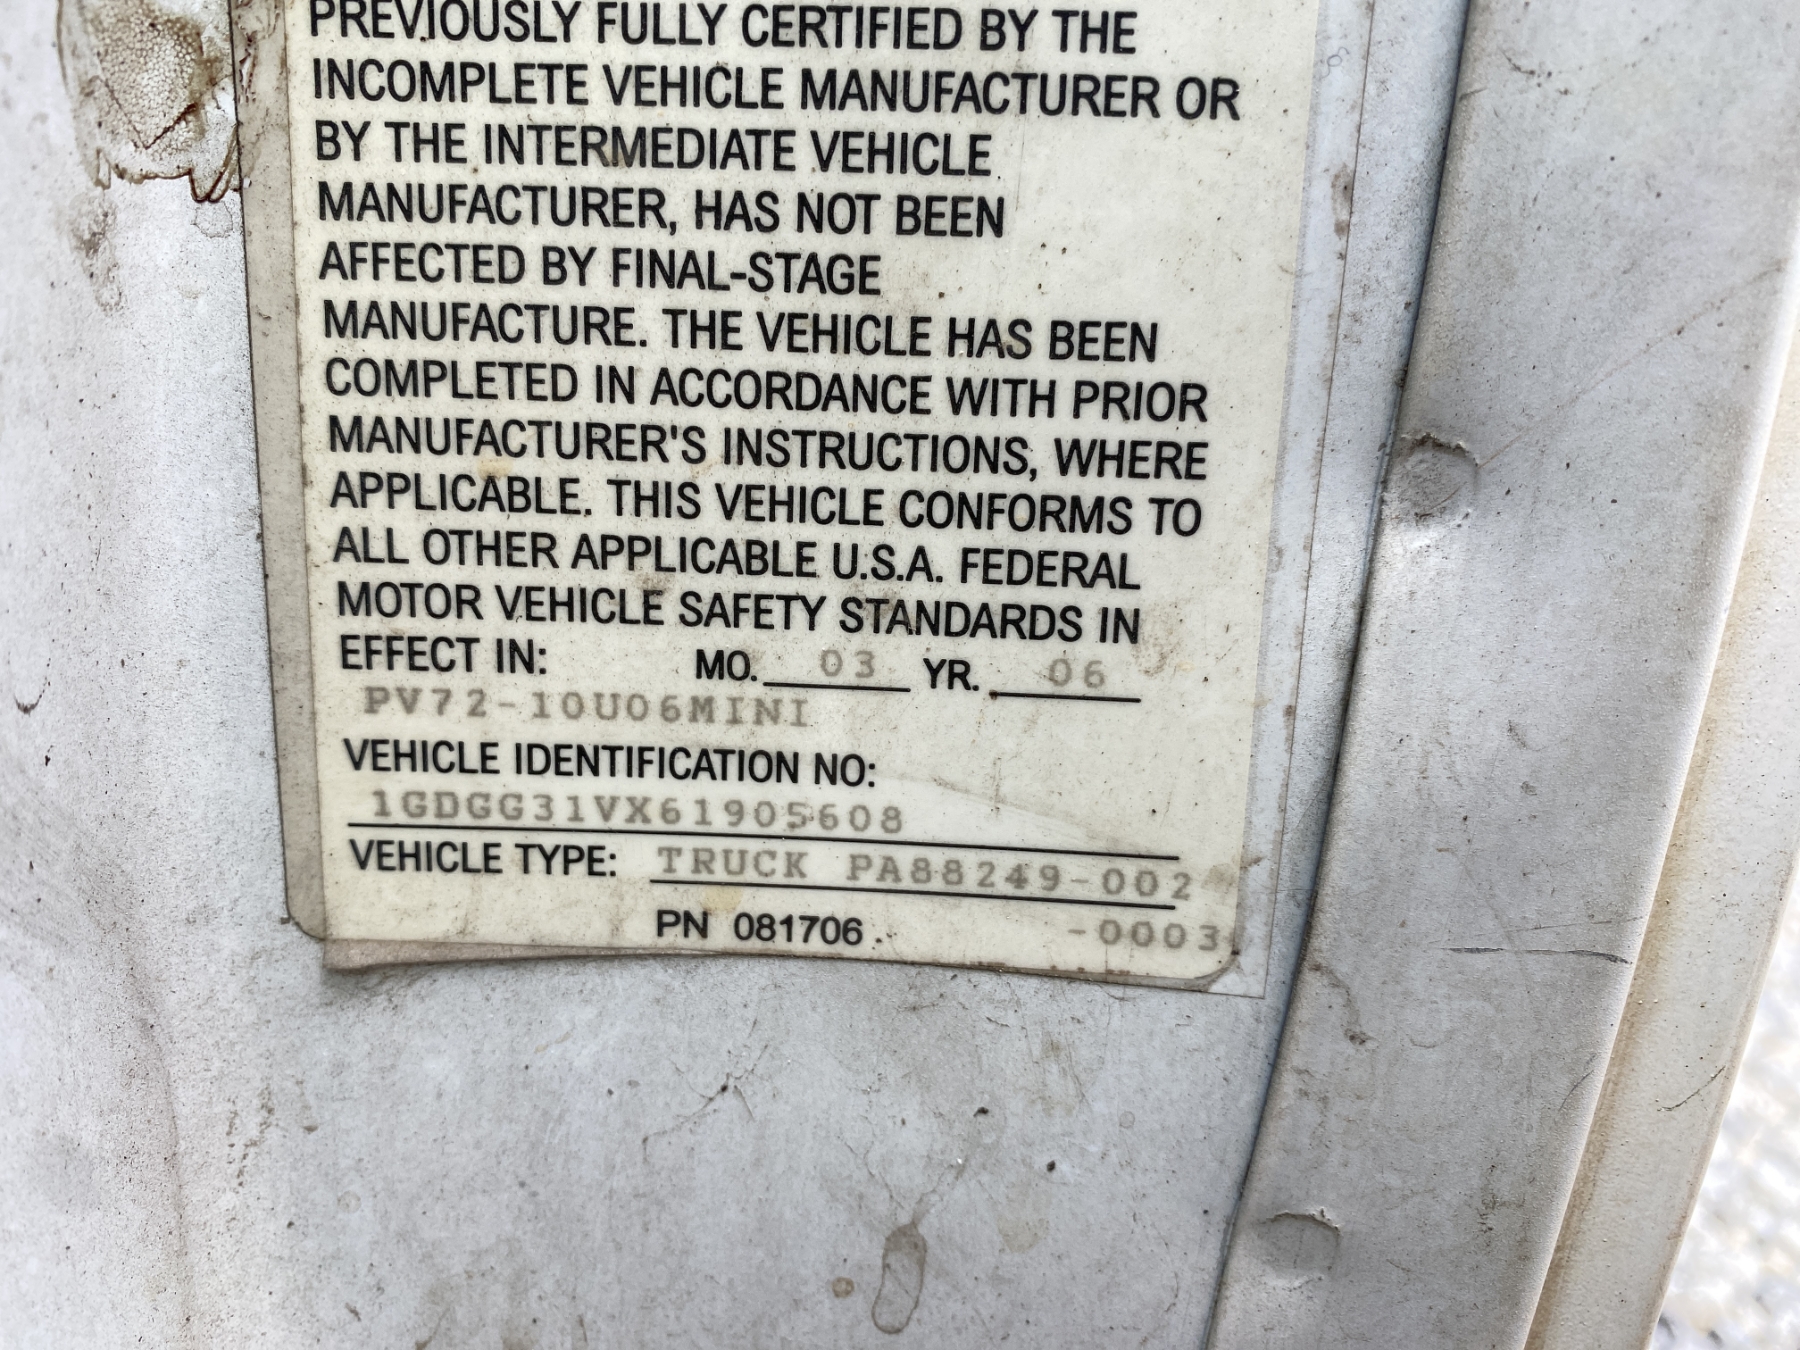 PREVIOUSLY FULLY CERTIFIED BY THE
INCOMPLETE VEHICLE MANUFACTURER OR
BY THE INTERMEDIATE VEHICLE
MANUFACTURER, HAS NOT BEEN
AFFECTED BY FINAL-STAGE
MANUFACTURE. THE VEHICLE HAS BEEN
COMPLETED IN ACCORDANCE WITH PRIOR
MANUFACTURER'S INSTRUCTIONS, WHERE
APPLICABLE. THIS VEHICLE CONFORMS TO
ALL OTHER APPLICABLE U.S.A. FEDERAL
MOTOR VEHICLE SAFETY STANDARDS IN
EFFECT IN: MO. 03 YR. 06
PV72-10U06MINI
VEHICLE IDENTIFICATION NO:
1GDGG31VX61905608
VEHICLE TYPE: TRUCK PA88249-002
PN 081706 -0003